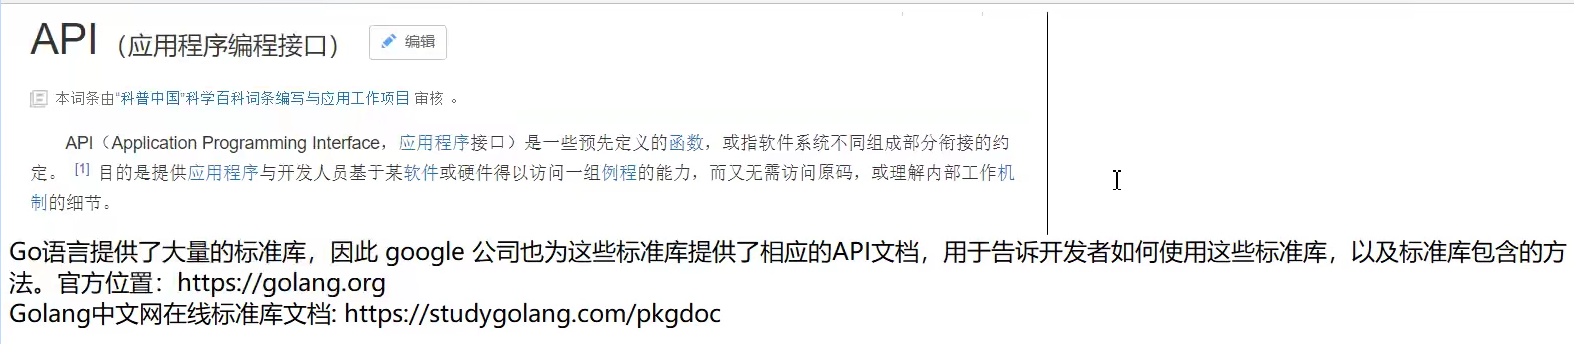 API（应用程序编程接口） 编辑
本词条由“科普中国”科学百科词条编写与应用工作项目 审核 。
API（Application Programming Interface，应用程序接口）是一些预先定义的函数，或指软件系统不同组成部分衔接的约
定。 [1] 目的是提供应用程序与开发人员基于某软件或硬件得以访问一组例程的能力，而又无需访问原码，或理解内部工作机
制的细节。
Go语言提供了大量的标准库，因此 google 公司也为这些标准库提供了相应的API文档，用于告诉开发者如何使用这些标准库，以及标准库包含的方
法。官方位置：https://golang.org
Golang中文网在线标准库文档: https://studygolang.com/pkgdoc